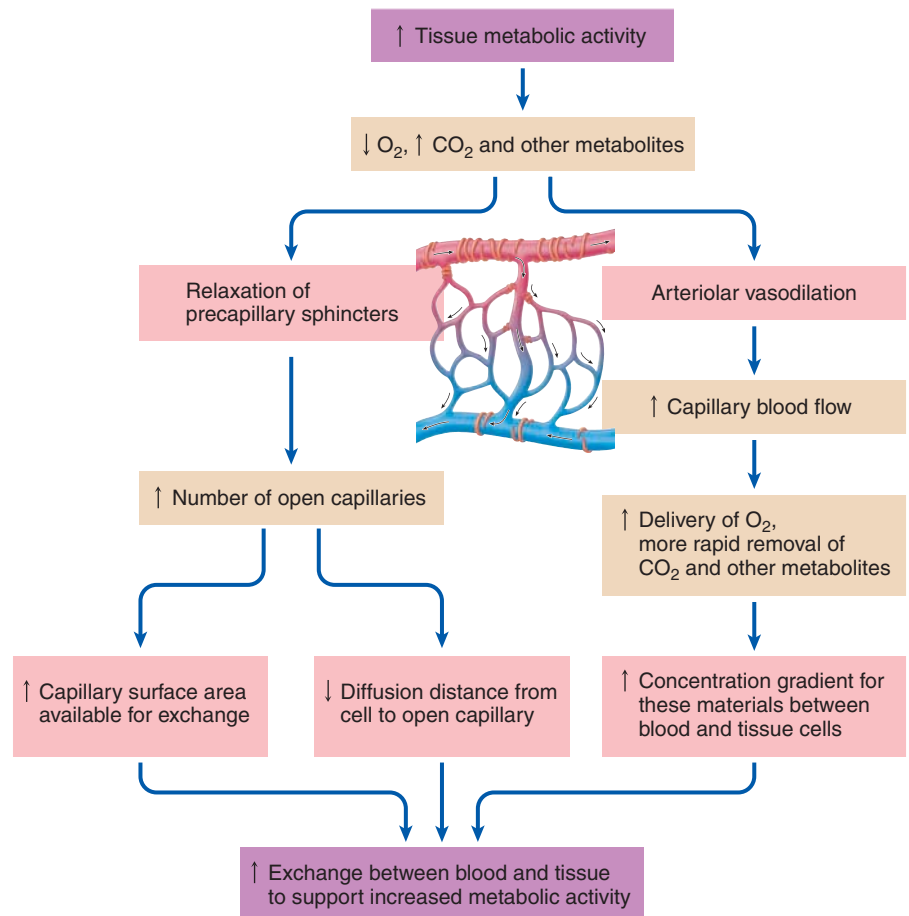 ↑ Tissue metabolic activity
↓ O₂, ↑ CO₂ and other metabolites
Relaxation of
precapillary sphincters
Arteriolar vasodilation
↑ Capillary blood flow
↑ Number of open capillaries
↑ Delivery of O₂,
more rapid removal of
CO₂ and other metabolites
↑ Capillary surface area
available for exchange
↓ Diffusion distance from
cell to open capillary
↑ Concentration gradient for
these materials between
blood and tissue cells
↑ Exchange between blood and tissue
to support increased metabolic activity